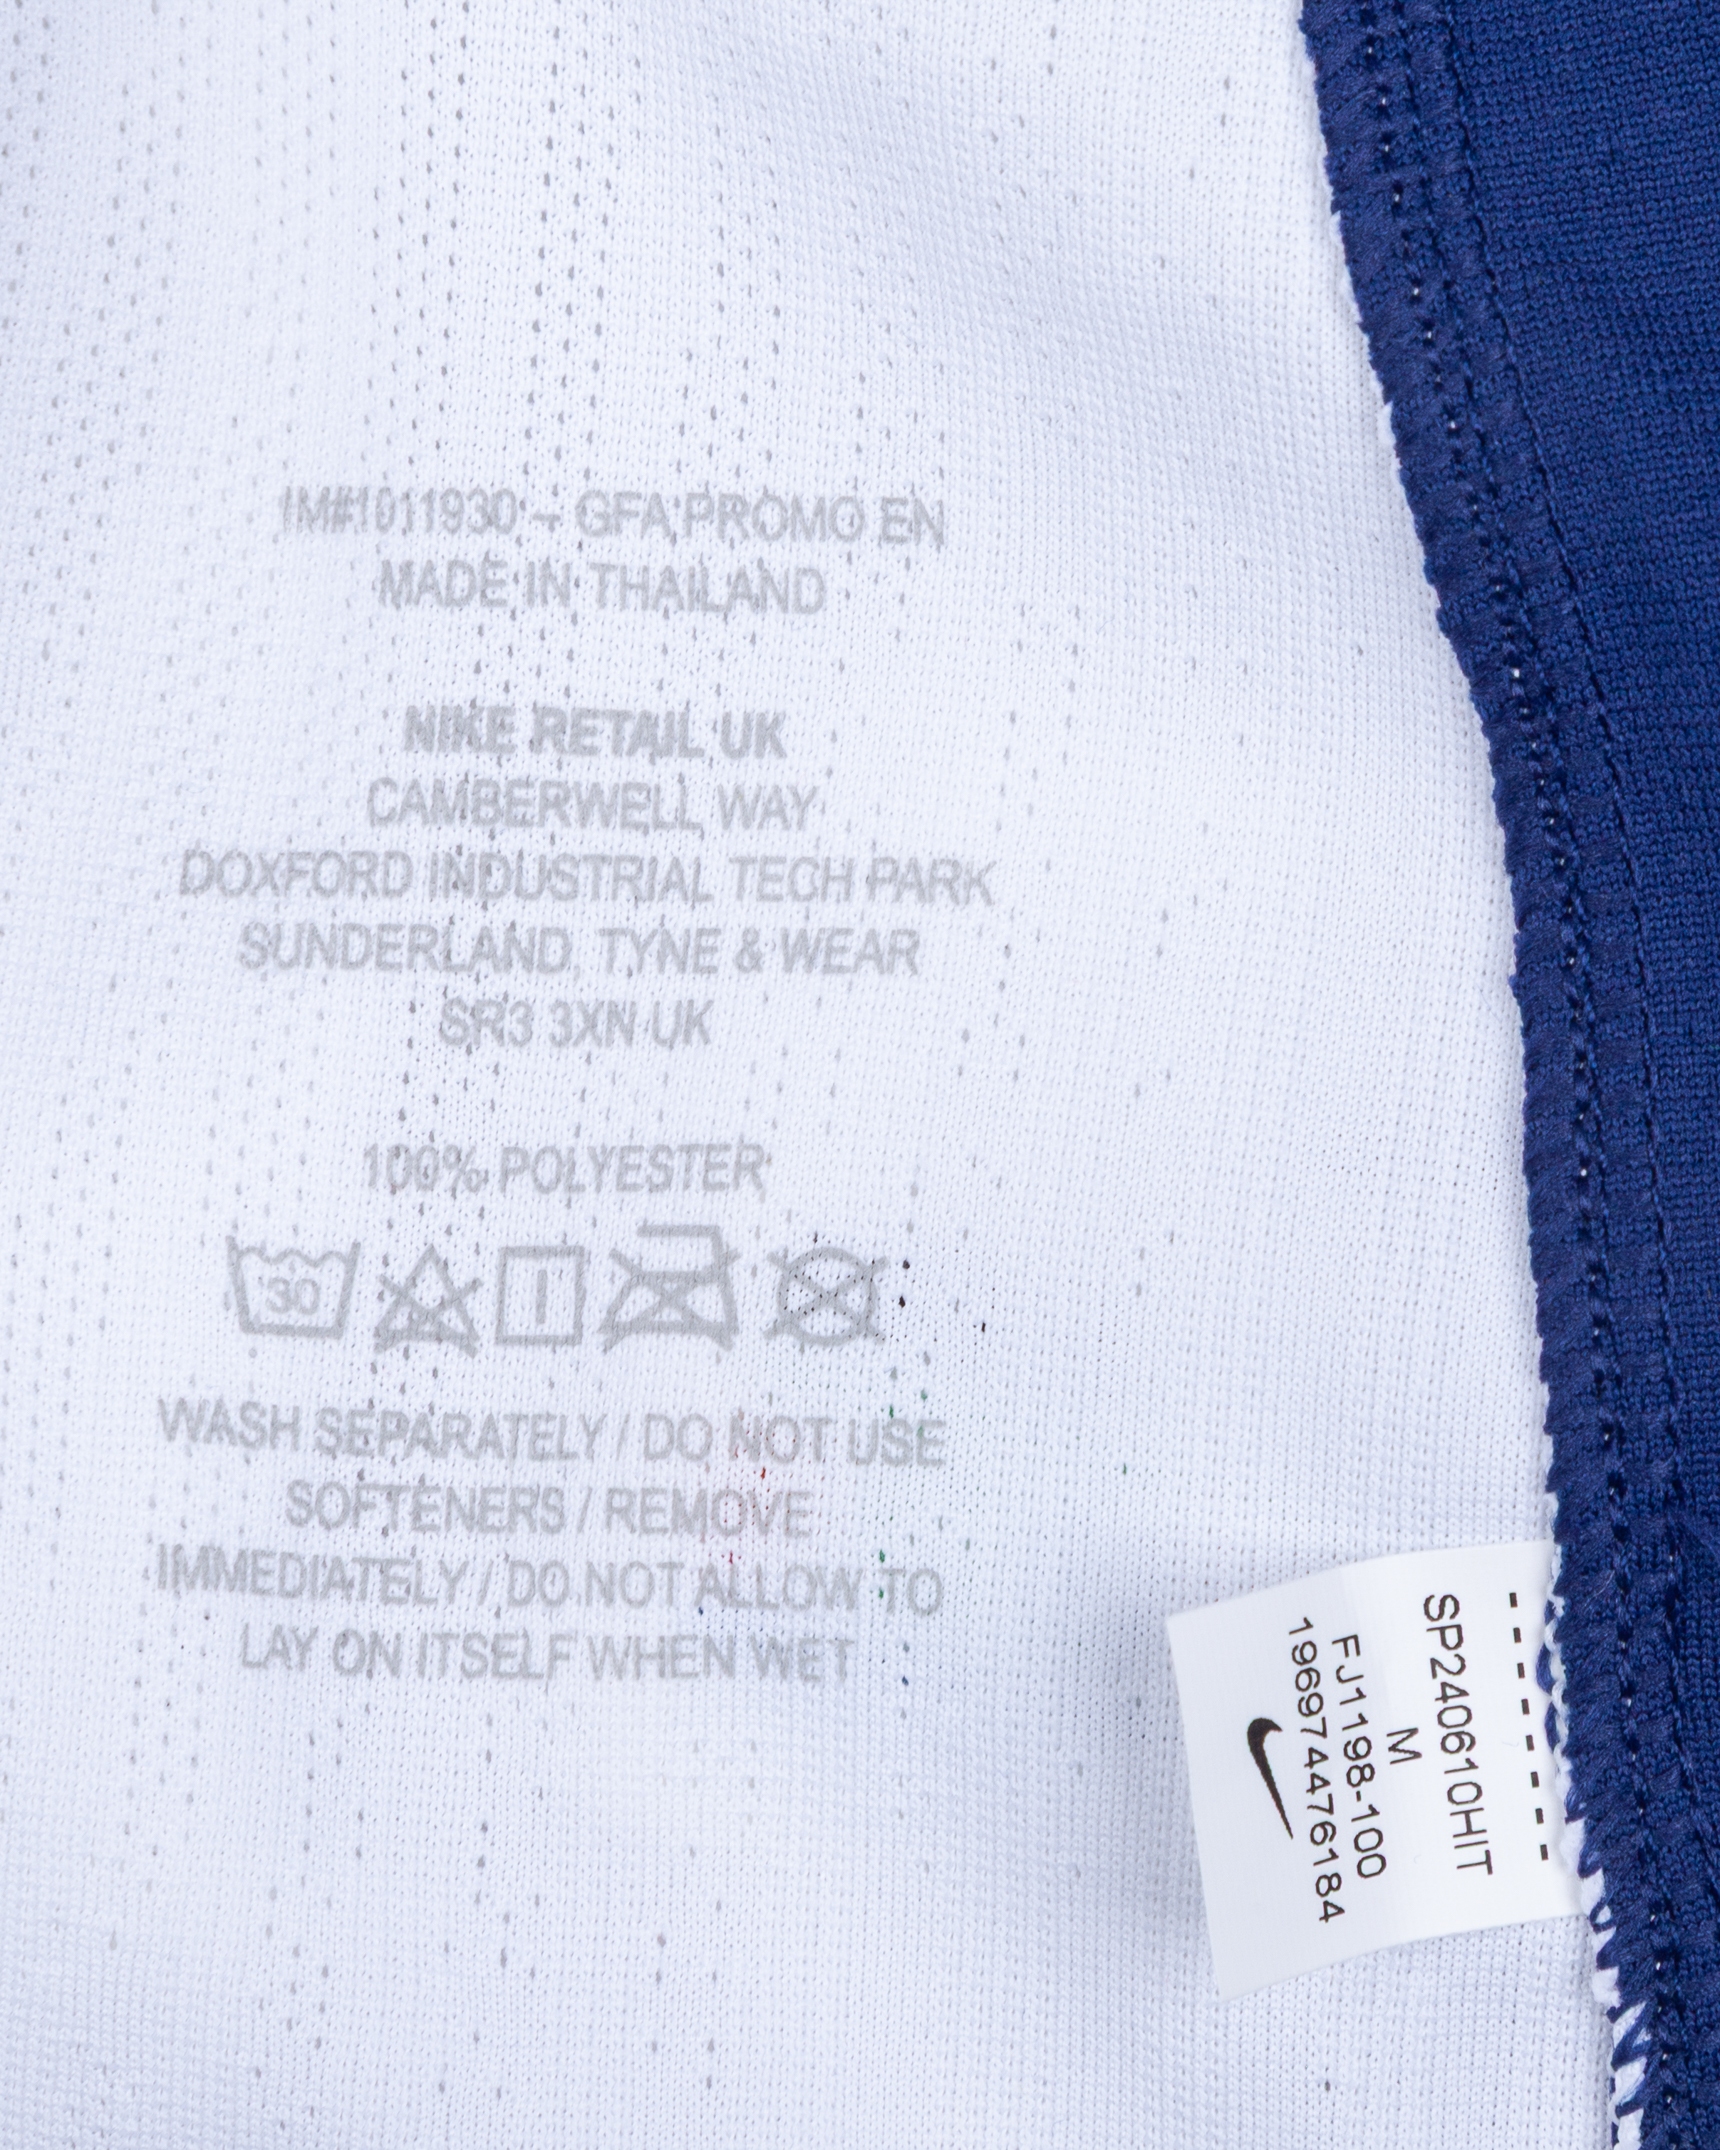 IM#1011930 – GFA PROMO EN
MADE IN THAILAND
NIKE RETAIL UK
CAMBERWELL WAY
DOXFORD INDUSTRIAL TECH PARK
SUNDERLAND, TYNE & WEAR
SR3 3XN UK
100% POLYESTER
30
WASH SEPARATELY / DO NOT USE
SOFTENERS / REMOVE
IMMEDIATELY / DO NOT ALLOW TO
LAY ON ITSELF WHEN WET
SP240610HIT
M
FJ1198-100
196974476184